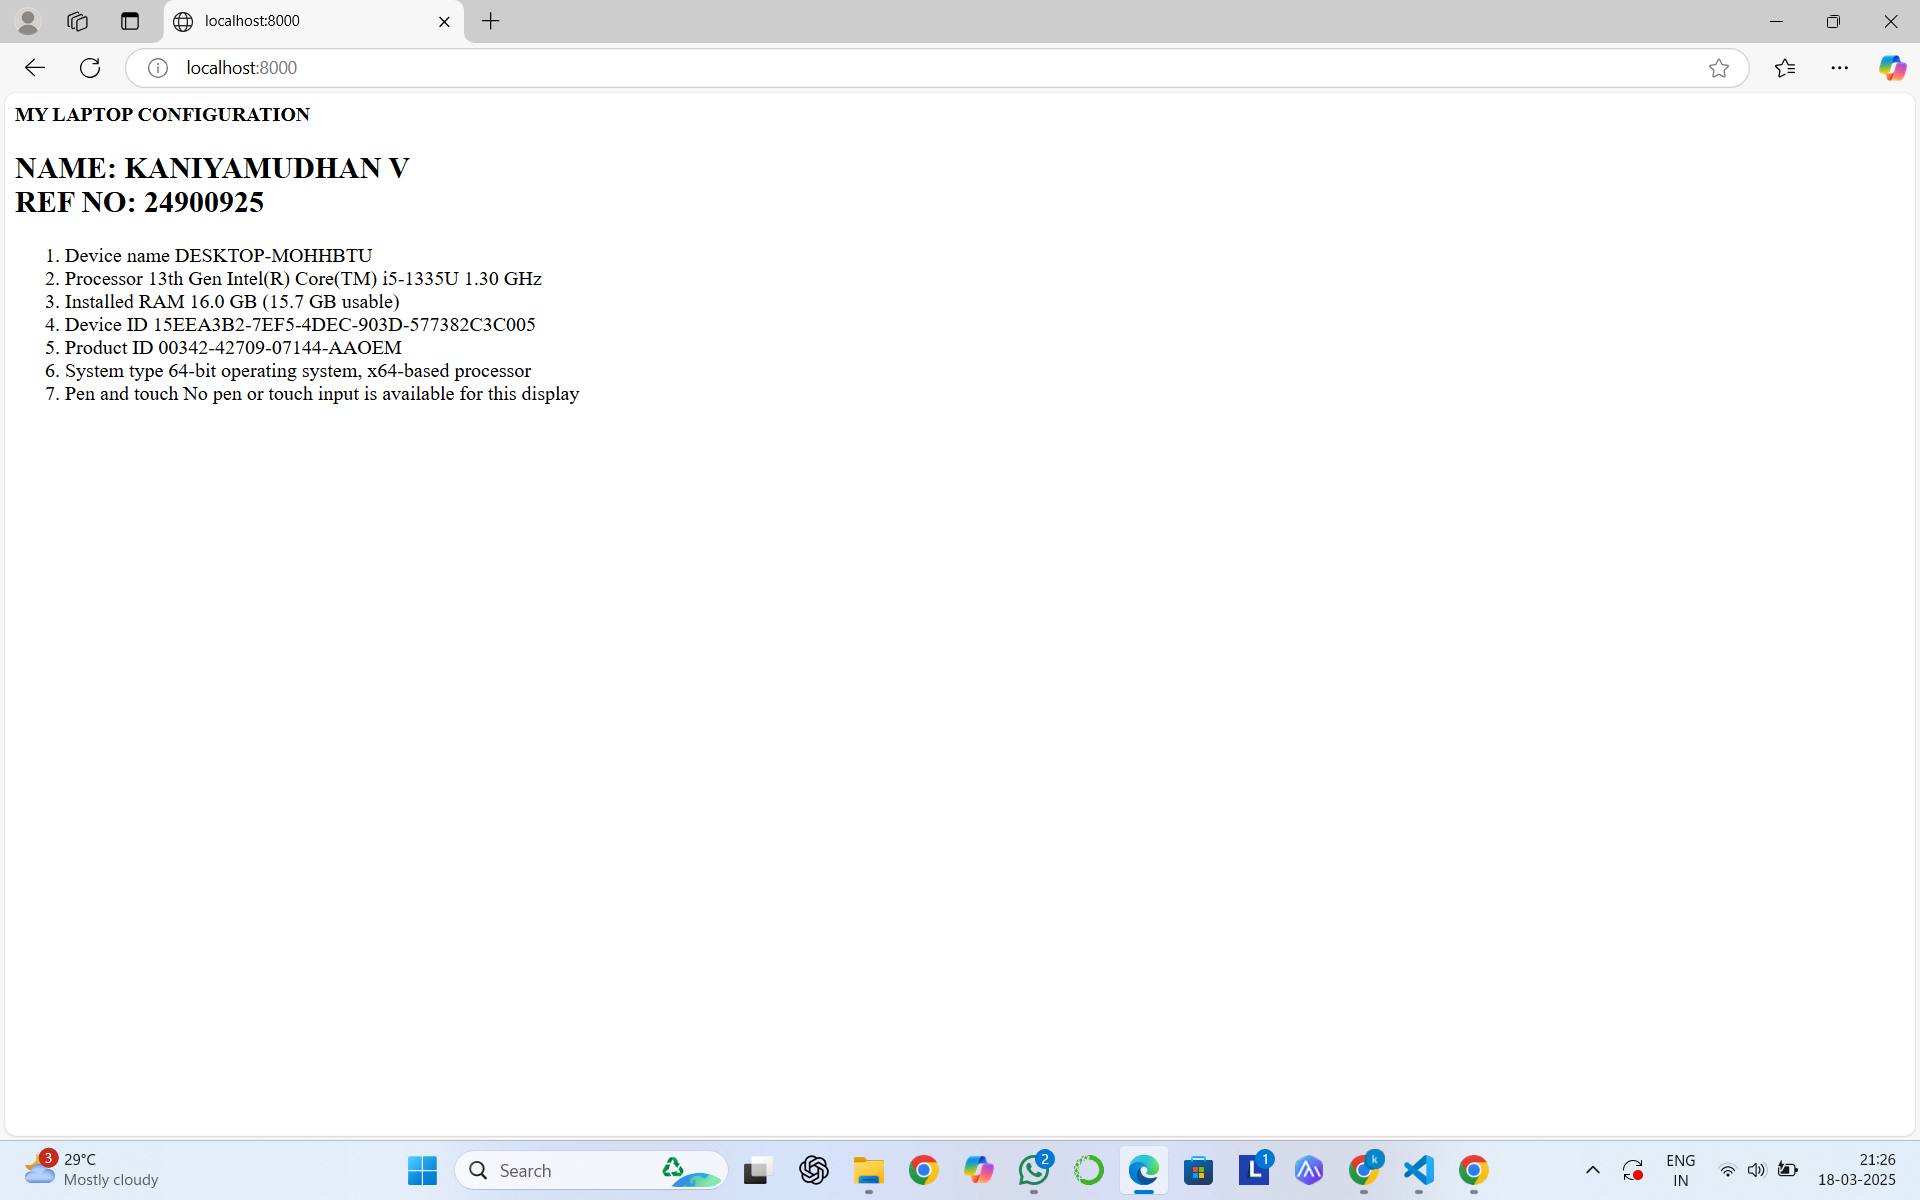 localhost:8000
localhost:8000
MY LAPTOP CONFIGURATION
NAME: KANIYAMUDHAN V
REF NO: 24900925
1. Device name DESKTOP-MOHHBTU
2. Processor 13th Gen Intel(R) Core(TM) i5-1335U 1.30 GHz
3. Installed RAM 16.0 GB (15.7 GB usable)
4. Device ID 15EEA3B2-7EF5-4DEC-903D-577382C3C005
5. Product ID 00342-42709-07144-AAOEM
6. System type 64-bit operating system, x64-based processor
7. Pen and touch No pen or touch input is available for this display
3
29°C
Mostly cloudy
Search
2
L
1
k
ENG
IN
21:26
18-03-2025